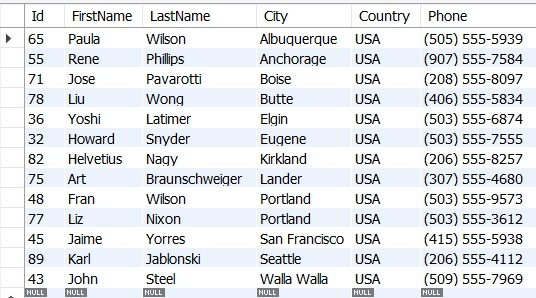 Id FirstName LastName City Country Phone
65 Paula Wilson Albuquerque USA (505) 555-5939
55 Rene Phillips Anchorage USA (907) 555-7584
71 Jose Pavarotti Boise USA (208) 555-8097
78 Liu Wong Butte USA (406) 555-5834
36 Yoshi Latimer Elgin USA (503) 555-6874
32 Howard Snyder Eugene USA (503) 555-7555
82 Helvetius Nagy Kirkland USA (206) 555-8257
75 Art Braunschweiger Lander USA (307) 555-4680
48 Fran Wilson Portland USA (503) 555-9573
77 Liz Nixon Portland USA (503) 555-3612
45 Jaime Yorres San Francisco USA (415) 555-5938
89 Karl Jablonski Seattle USA (206) 555-4112
43 John Steel Walla Walla USA (509) 555-7969
NULL NULL NULL NULL NULL NULL